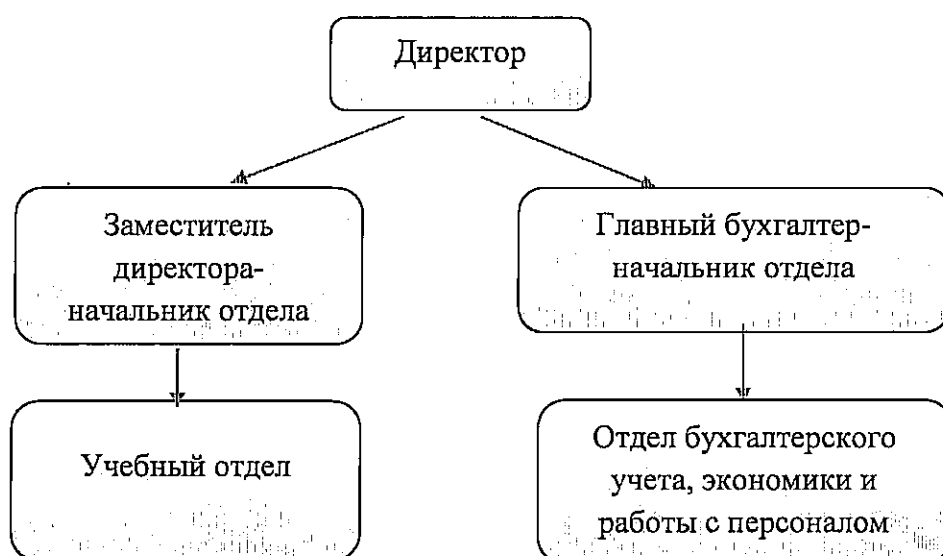 Директор
Заместитель
директора-
начальник отдела
Главный бухгалтер-
начальник отдела
Учебный отдел
Отдел бухгалтерского
учета, экономики и
работы с персоналом